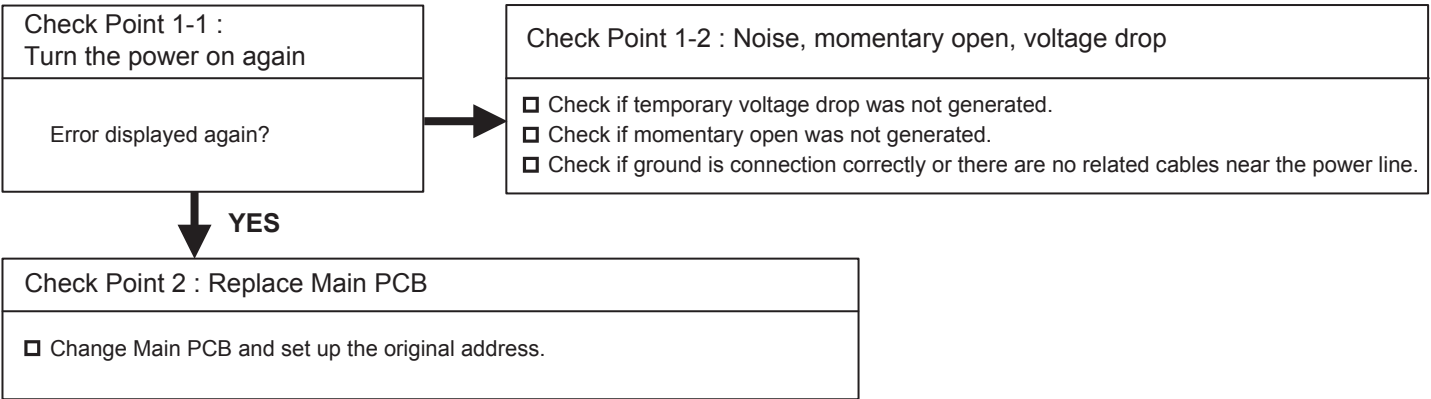 Check Point 1-1 :
Turn the power on again
Error displayed again?
Check Point 1-2 : Noise, momentary open, voltage drop
Check if temporary voltage drop was not generated.
Check if momentary open was not generated.
Check if ground is connection correctly or there are no related cables near the power line.
YES
Check Point 2 : Replace Main PCB
Change Main PCB and set up the original address.